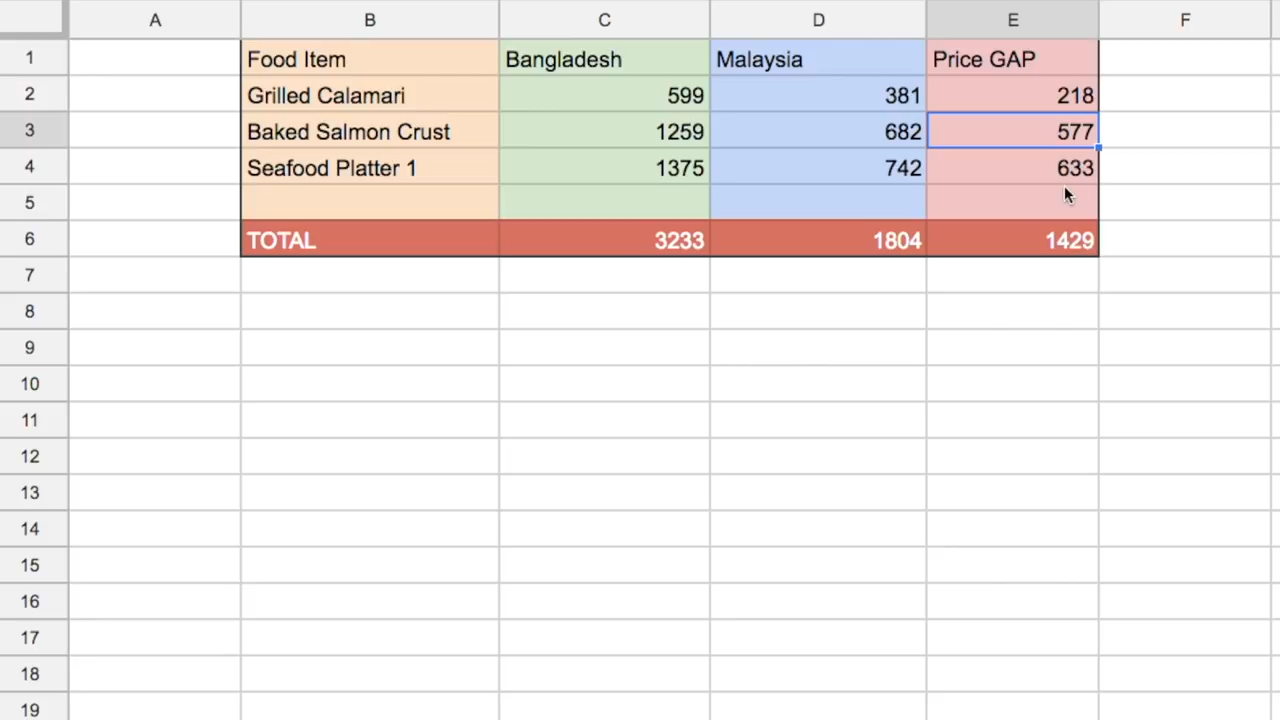 A B C D E F
1 Food Item Bangladesh Malaysia Price GAP
2 Grilled Calamari 599 381 218
3 Baked Salmon Crust 1259 682 577
4 Seafood Platter 1 1375 742 633
5
6 TOTAL 3233 1804 1429
7
8
9
10
11
12
13
14
15
16
17
18
19